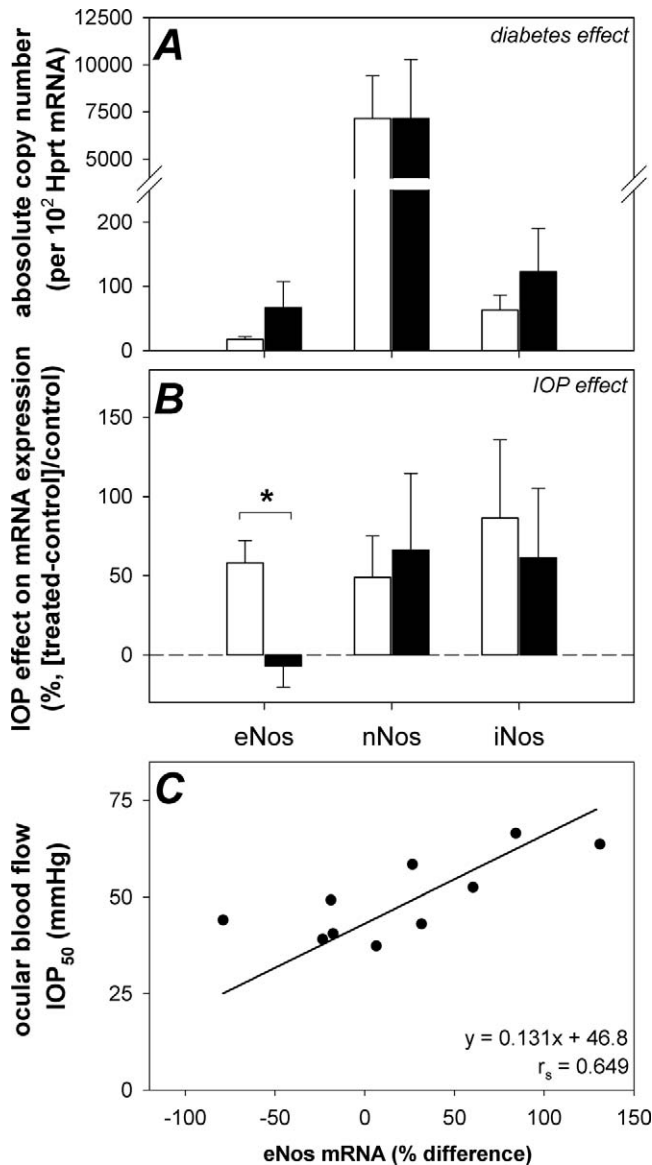 A
diabetes effect
abosolute copy number
(per 10² Hprt mRNA)
12500
10000
7500
5000
200
100
0
B
IOP effect
IOP effect on mRNA expression
(%, [treated-control]/control)
150
100
50
0
*
eNos nNos iNos
C
ocular blood flow
IOP₅₀ (mmHg)
75
50
25
0
y = 0.131x + 46.8
rₛ = 0.649
-100 -50 0 50 100 150
eNos mRNA (% difference)